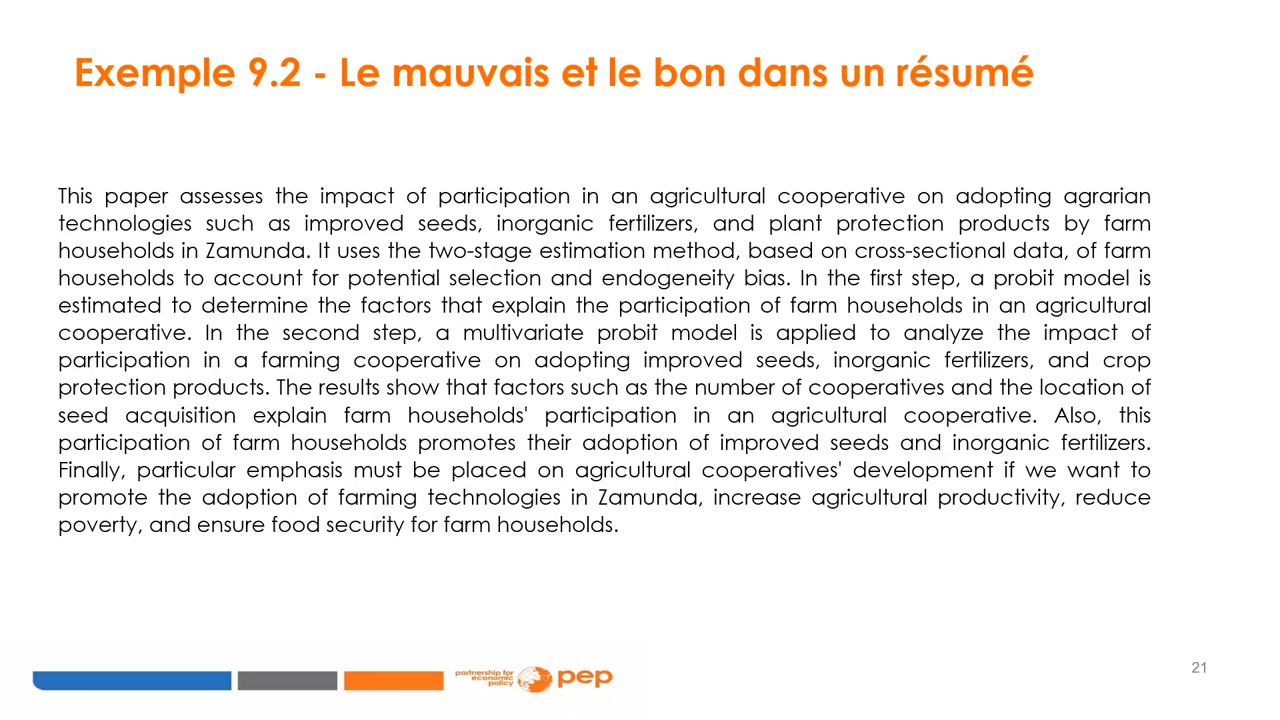 Exemple 9.2 - Le mauvais et le bon dans un résumé
This paper assesses the impact of participation in an agricultural cooperative on adopting agrarian
technologies such as improved seeds, inorganic fertilizers, and plant protection products by farm
households in Zamunda. It uses the two-stage estimation method, based on cross-sectional data, of farm
households to account for potential selection and endogeneity bias. In the first step, a probit model is
estimated to determine the factors that explain the participation of farm households in an agricultural
cooperative. In the second step, a multivariate probit model is applied to analyze the impact of
participation in a farming cooperative on adopting improved seeds, inorganic fertilizers, and crop
protection products. The results show that factors such as the number of cooperatives and the location of
seed acquisition explain farm households' participation in an agricultural cooperative. Also, this
participation of farm households promotes their adoption of improved seeds and inorganic fertilizers.
Finally, particular emphasis must be placed on agricultural cooperatives' development if we want to
promote the adoption of farming technologies in Zamunda, increase agricultural productivity, reduce
poverty, and ensure food security for farm households.
partnership for
economic
policy
pep
21